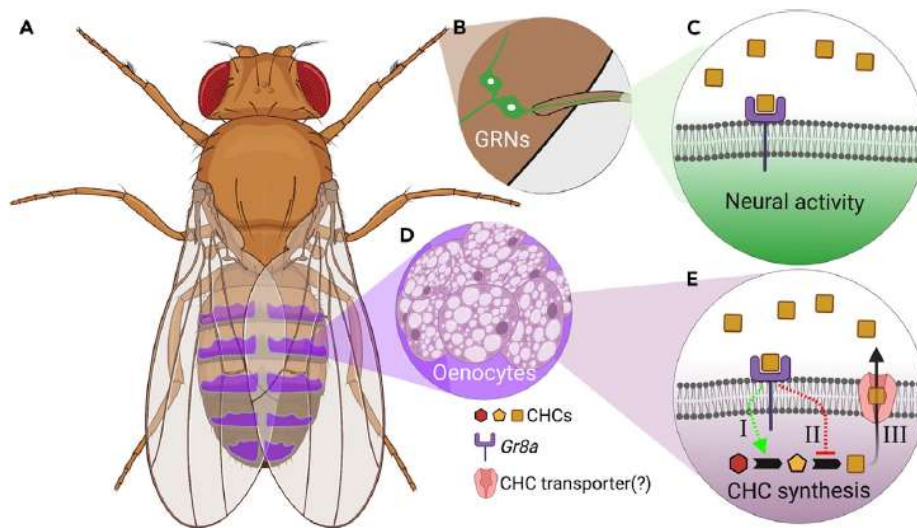 A
B
C
GRNs
Neural activity
D
E
Oenocytes
CHCs
Gr8a
CHC transporter(?)
I
II
III
CHC synthesis